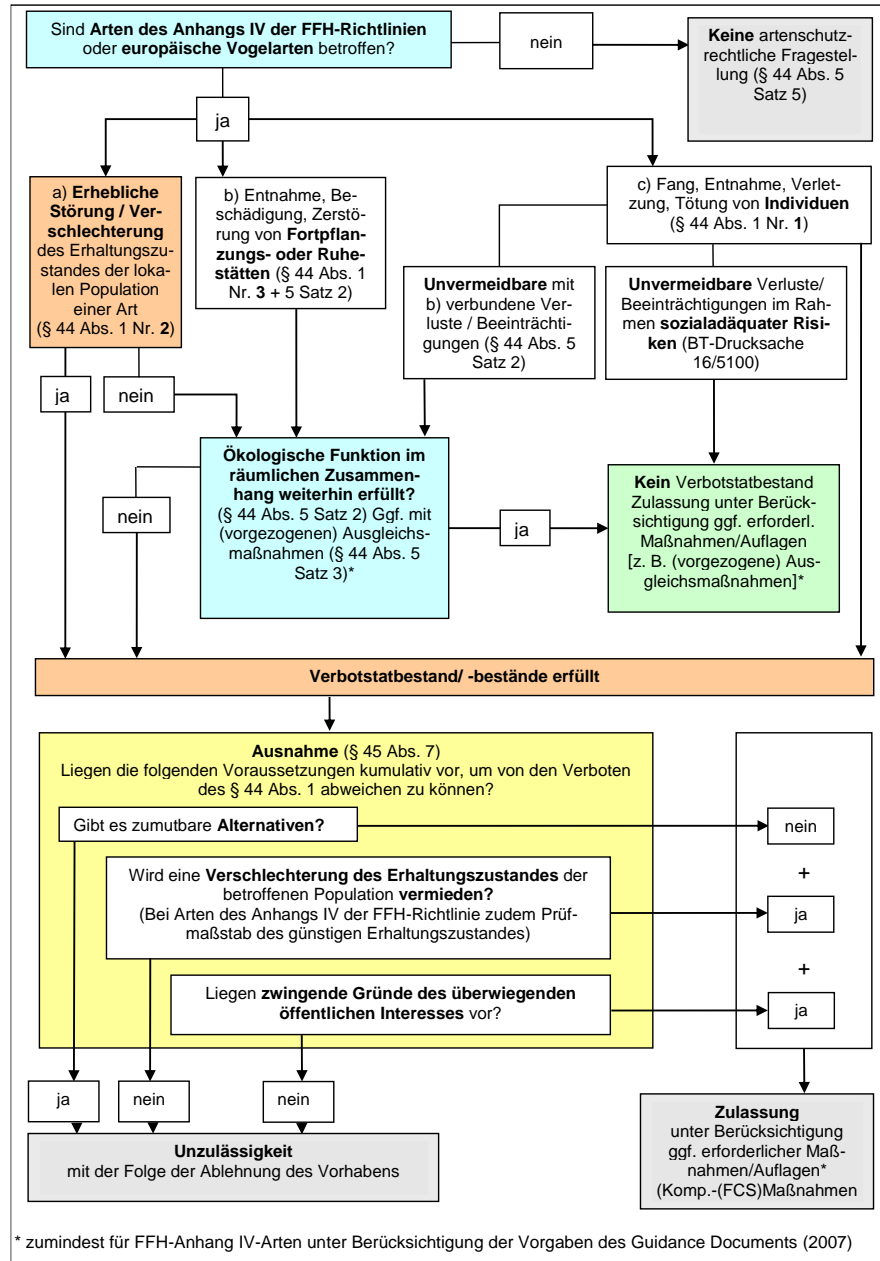 Sind Arten des Anhangs IV der FFH-Richtlinien
oder europäische Vogelarten betroffen?
nein
Keine artenschutz-
rechtliche Fragestel-
lung (§ 44 Abs. 5
Satz 5)
ja
a) Erhebliche
Störung / Ver-
schlechterung
des Erhaltungszu-
standes der loka-
len Population
einer Art
(§ 44 Abs. 1 Nr. 2)
b) Entnahme, Be-
schädigung, Zerstö-
rung von Fortpflan-
zungs- oder Ruhe-
stätten (§ 44 Abs. 1
Nr. 3 + 5 Satz 2)
c) Fang, Entnahme, Verlet-
zung, Tötung von Individuen
(§ 44 Abs. 1 Nr. 1)
Unvermeidbare mit
b) verbundene Ver-
luste / Beeinträchti-
gungen (§ 44 Abs. 5
Satz 2)
Unvermeidbare Verluste/
Beeinträchtigungen im Rah-
men sozialadäquater Risi-
ken (BT-Drucksache
16/5100)
ja
nein
Ökologische Funktion im
räumlichen Zusammen-
hang weiterhin erfüllt?
(§ 44 Abs. 5 Satz 2) Ggf. mit
(vorgezogenen) Ausgleichs-
maßnahmen (§ 44 Abs. 5
Satz 3)*
nein
ja
Kein Verbotstatbestand
Zulassung unter Berück-
sichtigung ggf. erforderl.
Maßnahmen/Auflagen
[z. B. (vorgezogene) Aus-
gleichsmaßnahmen]*
Verbotstatbestand/ -bestände erfüllt
Ausnahme (§ 45 Abs. 7)
Liegen die folgenden Voraussetzungen kumulativ vor, um von den Verboten
des § 44 Abs. 1 abweichen zu können?
Gibt es zumutbare Alternativen?
nein
+
Wird eine Verschlechterung des Erhaltungszustandes der
betroffenen Population vermieden?
(Bei Arten des Anhangs IV der FFH-Richtlinie zudem Prüf-
maßstab des günstigen Erhaltungszustandes)
ja
+
Liegen zwingende Gründe des überwiegenden
öffentlichen Interesses vor?
ja
ja
nein
nein
Unzulässigkeit
mit der Folge der Ablehnung des Vorhabens
Zulassung
unter Berücksichtigung
ggf. erforderlicher Maß-
nahmen/Auflagen*
(Komp.-(FCS)Maßnahmen
* zumindest für FFH-Anhang IV-Arten unter Berücksichtigung der Vorgaben des Guidance Documents (2007)